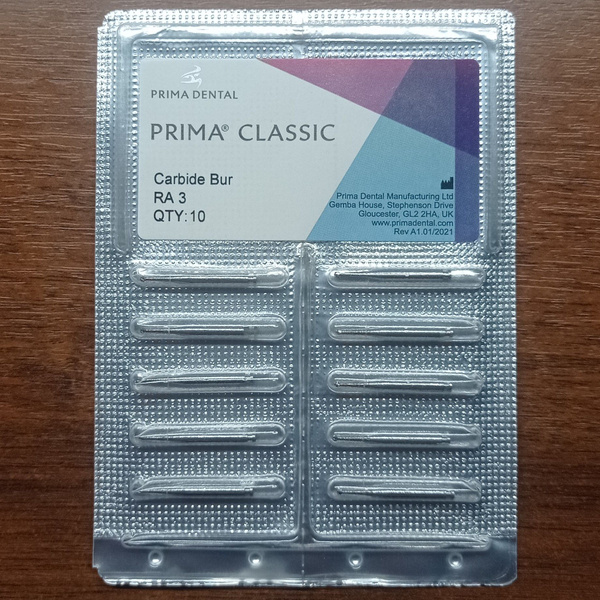 PRIMA DENTAL
PRIMA® CLASSIC
Carbide Bur
RA 3
QTY: 10
Prima Dental Manufacturing Ltd
Gemba House, Stephenson Drive
Gloucester, GL2 2HA, UK
www.primadental.com
Rev A1.01/2021